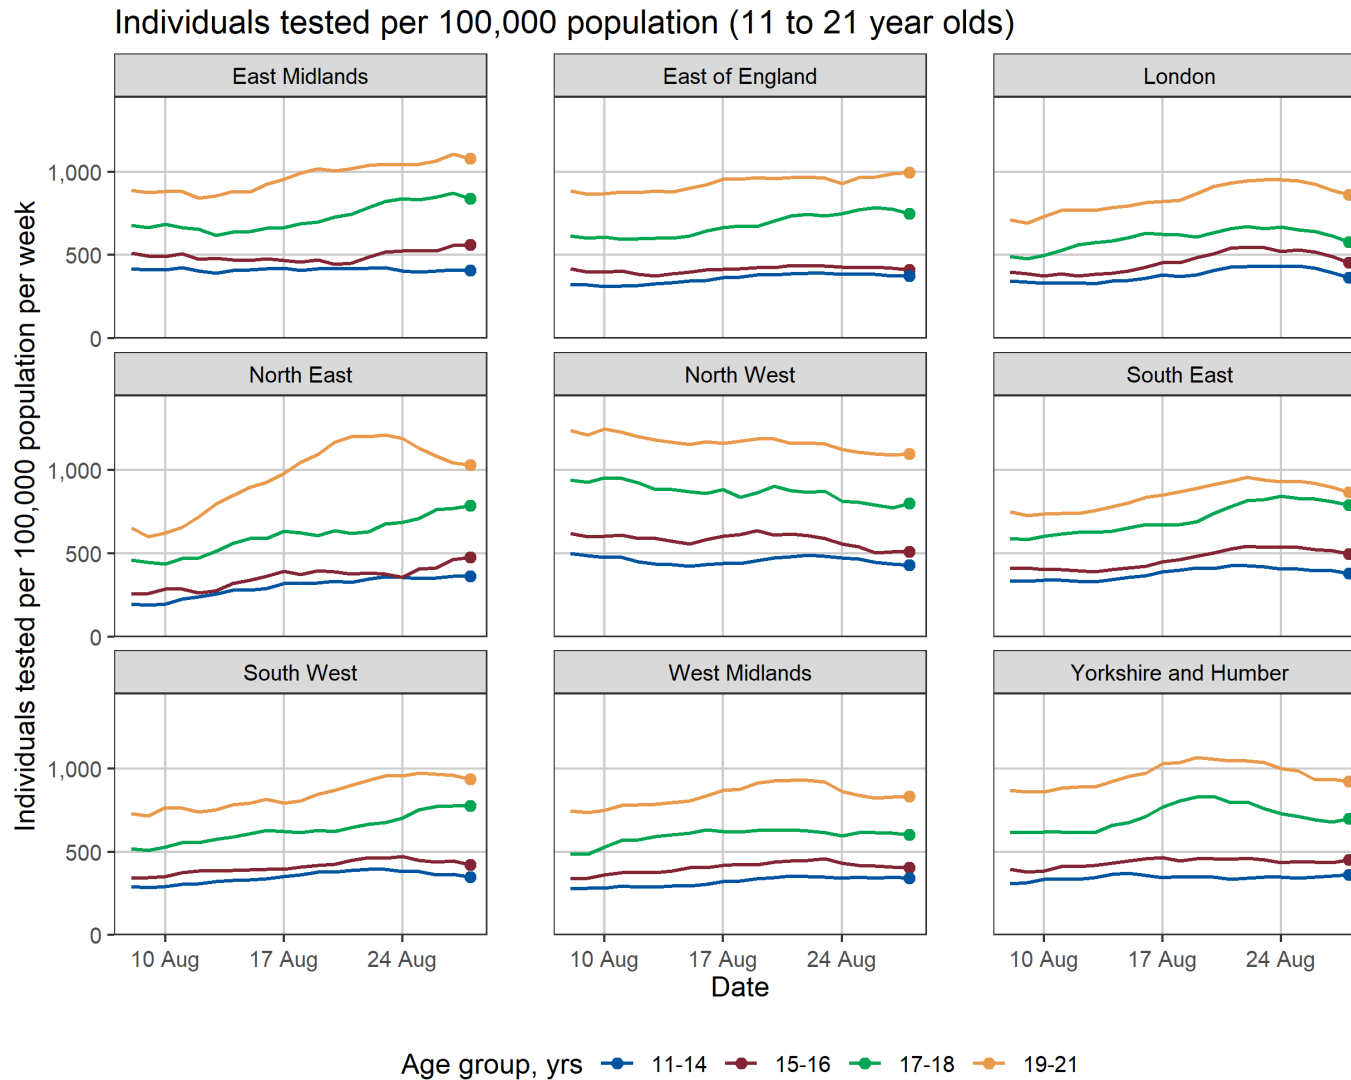 Individuals tested per 100,000 population (11 to 21 year olds)
East Midlands
East of England
London
1,000
500
0
North East
North West
South East
1,000
500
0
South West
West Midlands
Yorkshire and Humber
1,000
500
0
10 Aug 17 Aug 24 Aug
10 Aug 17 Aug 24 Aug
10 Aug 17 Aug 24 Aug
Individuals tested per 100,000 population per week
Date
Age group, yrs 11-14 15-16 17-18 19-21